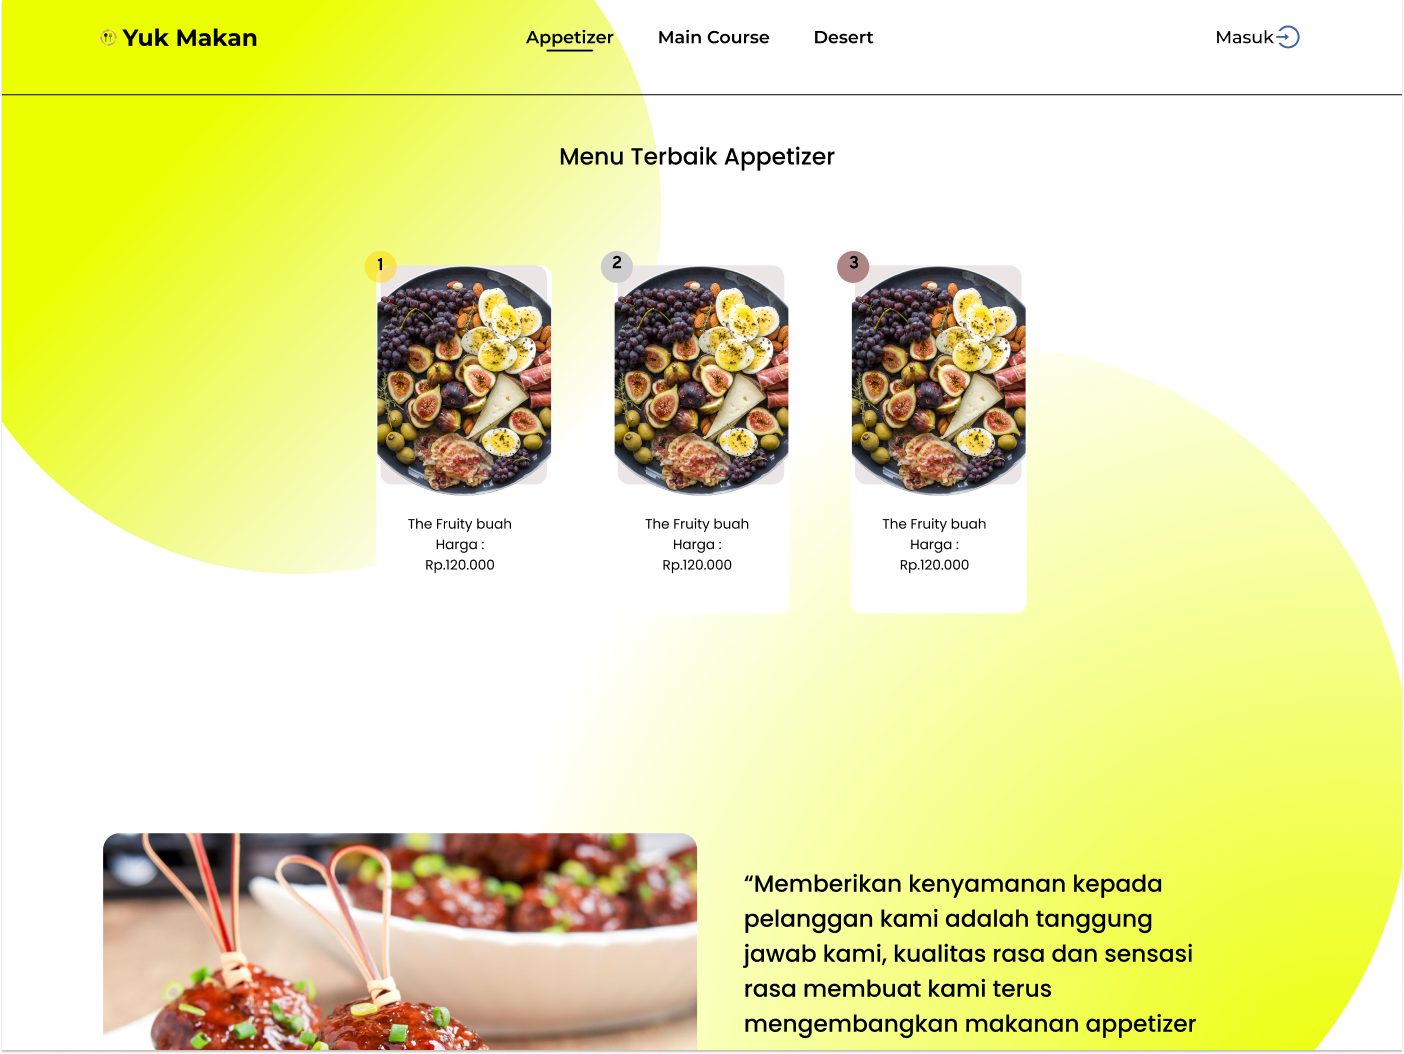 Yuk Makan
Appetizer
Main Course
Desert
Masuk
Menu Terbaik Appetizer
1
2
3
The Fruity buah
Harga :
Rp.120.000
The Fruity buah
Harga :
Rp.120.000
The Fruity buah
Harga :
Rp.120.000
“Memberikan kenyamanan kepada
pelanggan kami adalah tanggung
jawab kami, kualitas rasa dan sensasi
rasa membuat kami terus
mengembangkan makanan appetizer